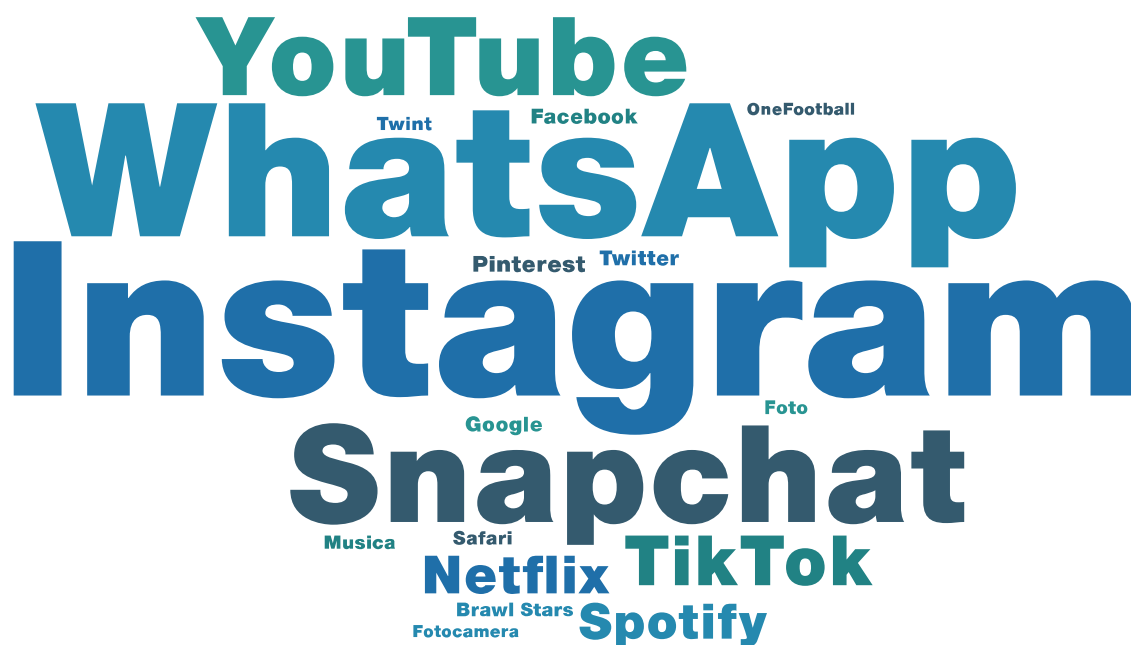 YouTube
WhatsApp
Twint
Facebook
OneFootball
Instagram
Pinterest
Twitter
Foto
Google
Snapchat
Musica
Safari
TikTok
Netflix
Brawl Stars
Spotify
Fotocamera